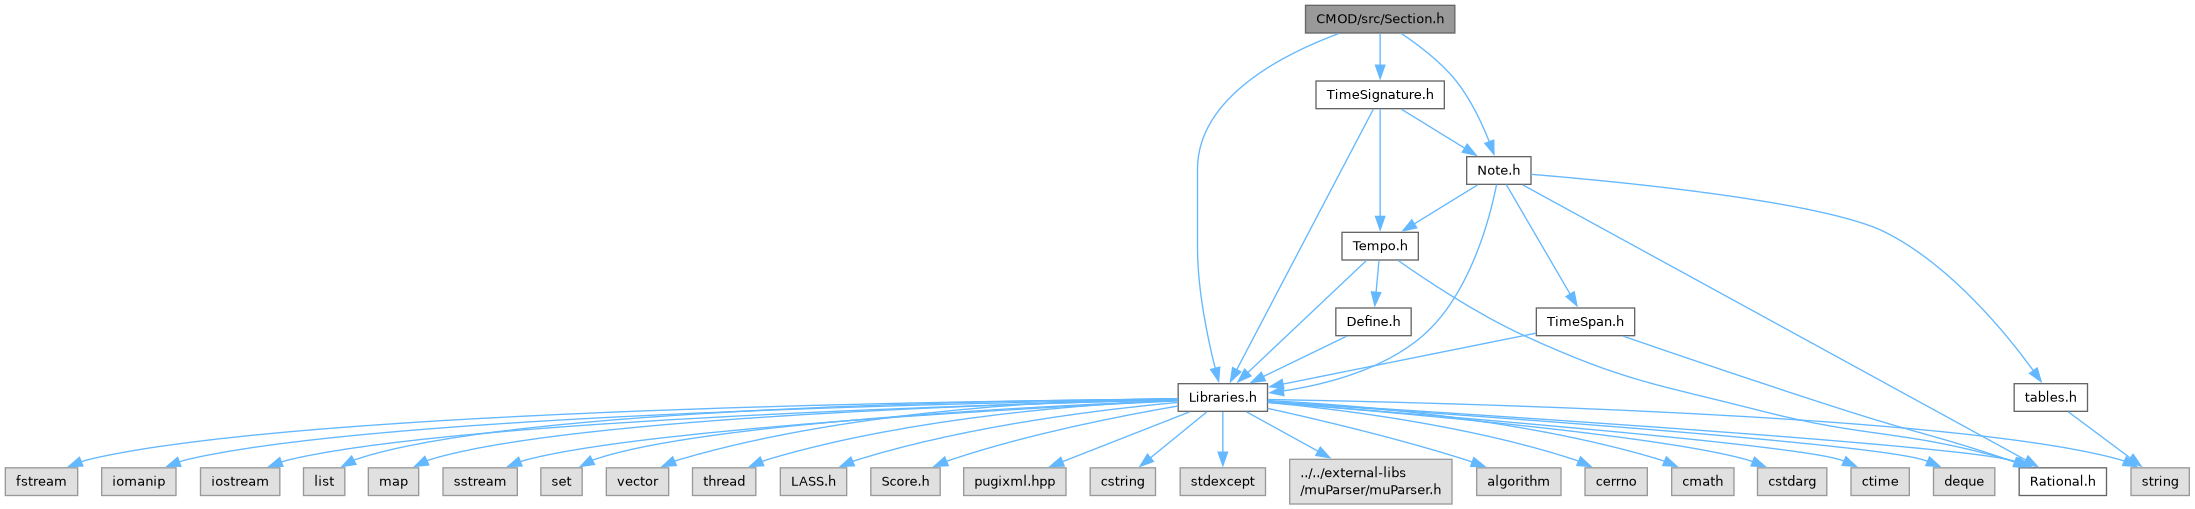 CMOD/src/Section.h
TimeSignature.h
Note.h
Tempo.h
Define.h
TimeSpan.h
Libraries.h
tables.h
fstream
iomanip
iostream
list
map
sstream
set
vector
thread
LASS.h
Score.h
pugixml.hpp
cstring
stdexcept
../../external-libs
/muParser/muParser.h
algorithm
cerrno
cmath
cstdarg
ctime
deque
Rational.h
string